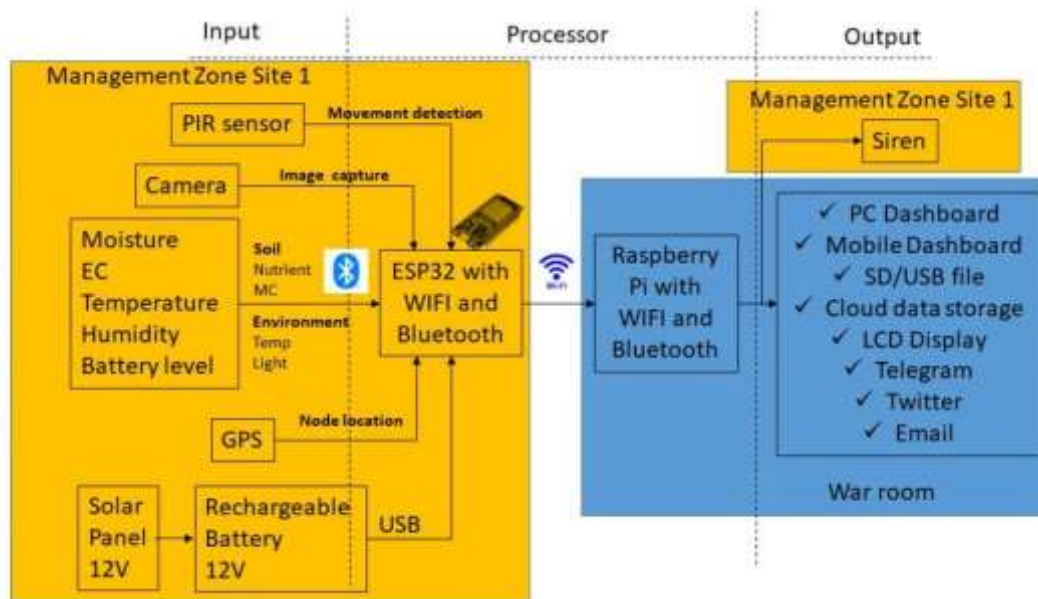 Input
Processor
Output
Management Zone Site 1
PIR sensor
Movement detection
Camera
Image capture
Moisture
EC
Temperature
Humidity
Battery level
Soil
Nutrient
MC
Environment
Temp
Light
ESP32 with
WIFI and
Bluetooth
GPS
Node location
Solar
Panel
12V
Rechargeable
Battery
12V
USB
Wi-Fi
Raspberry
Pi with
WIFI and
Bluetooth
Management Zone Site 1
Siren
✓ PC Dashboard
✓ Mobile Dashboard
✓ SD/USB file
✓ Cloud data storage
✓ LCD Display
✓ Telegram
✓ Twitter
✓ Email
War room